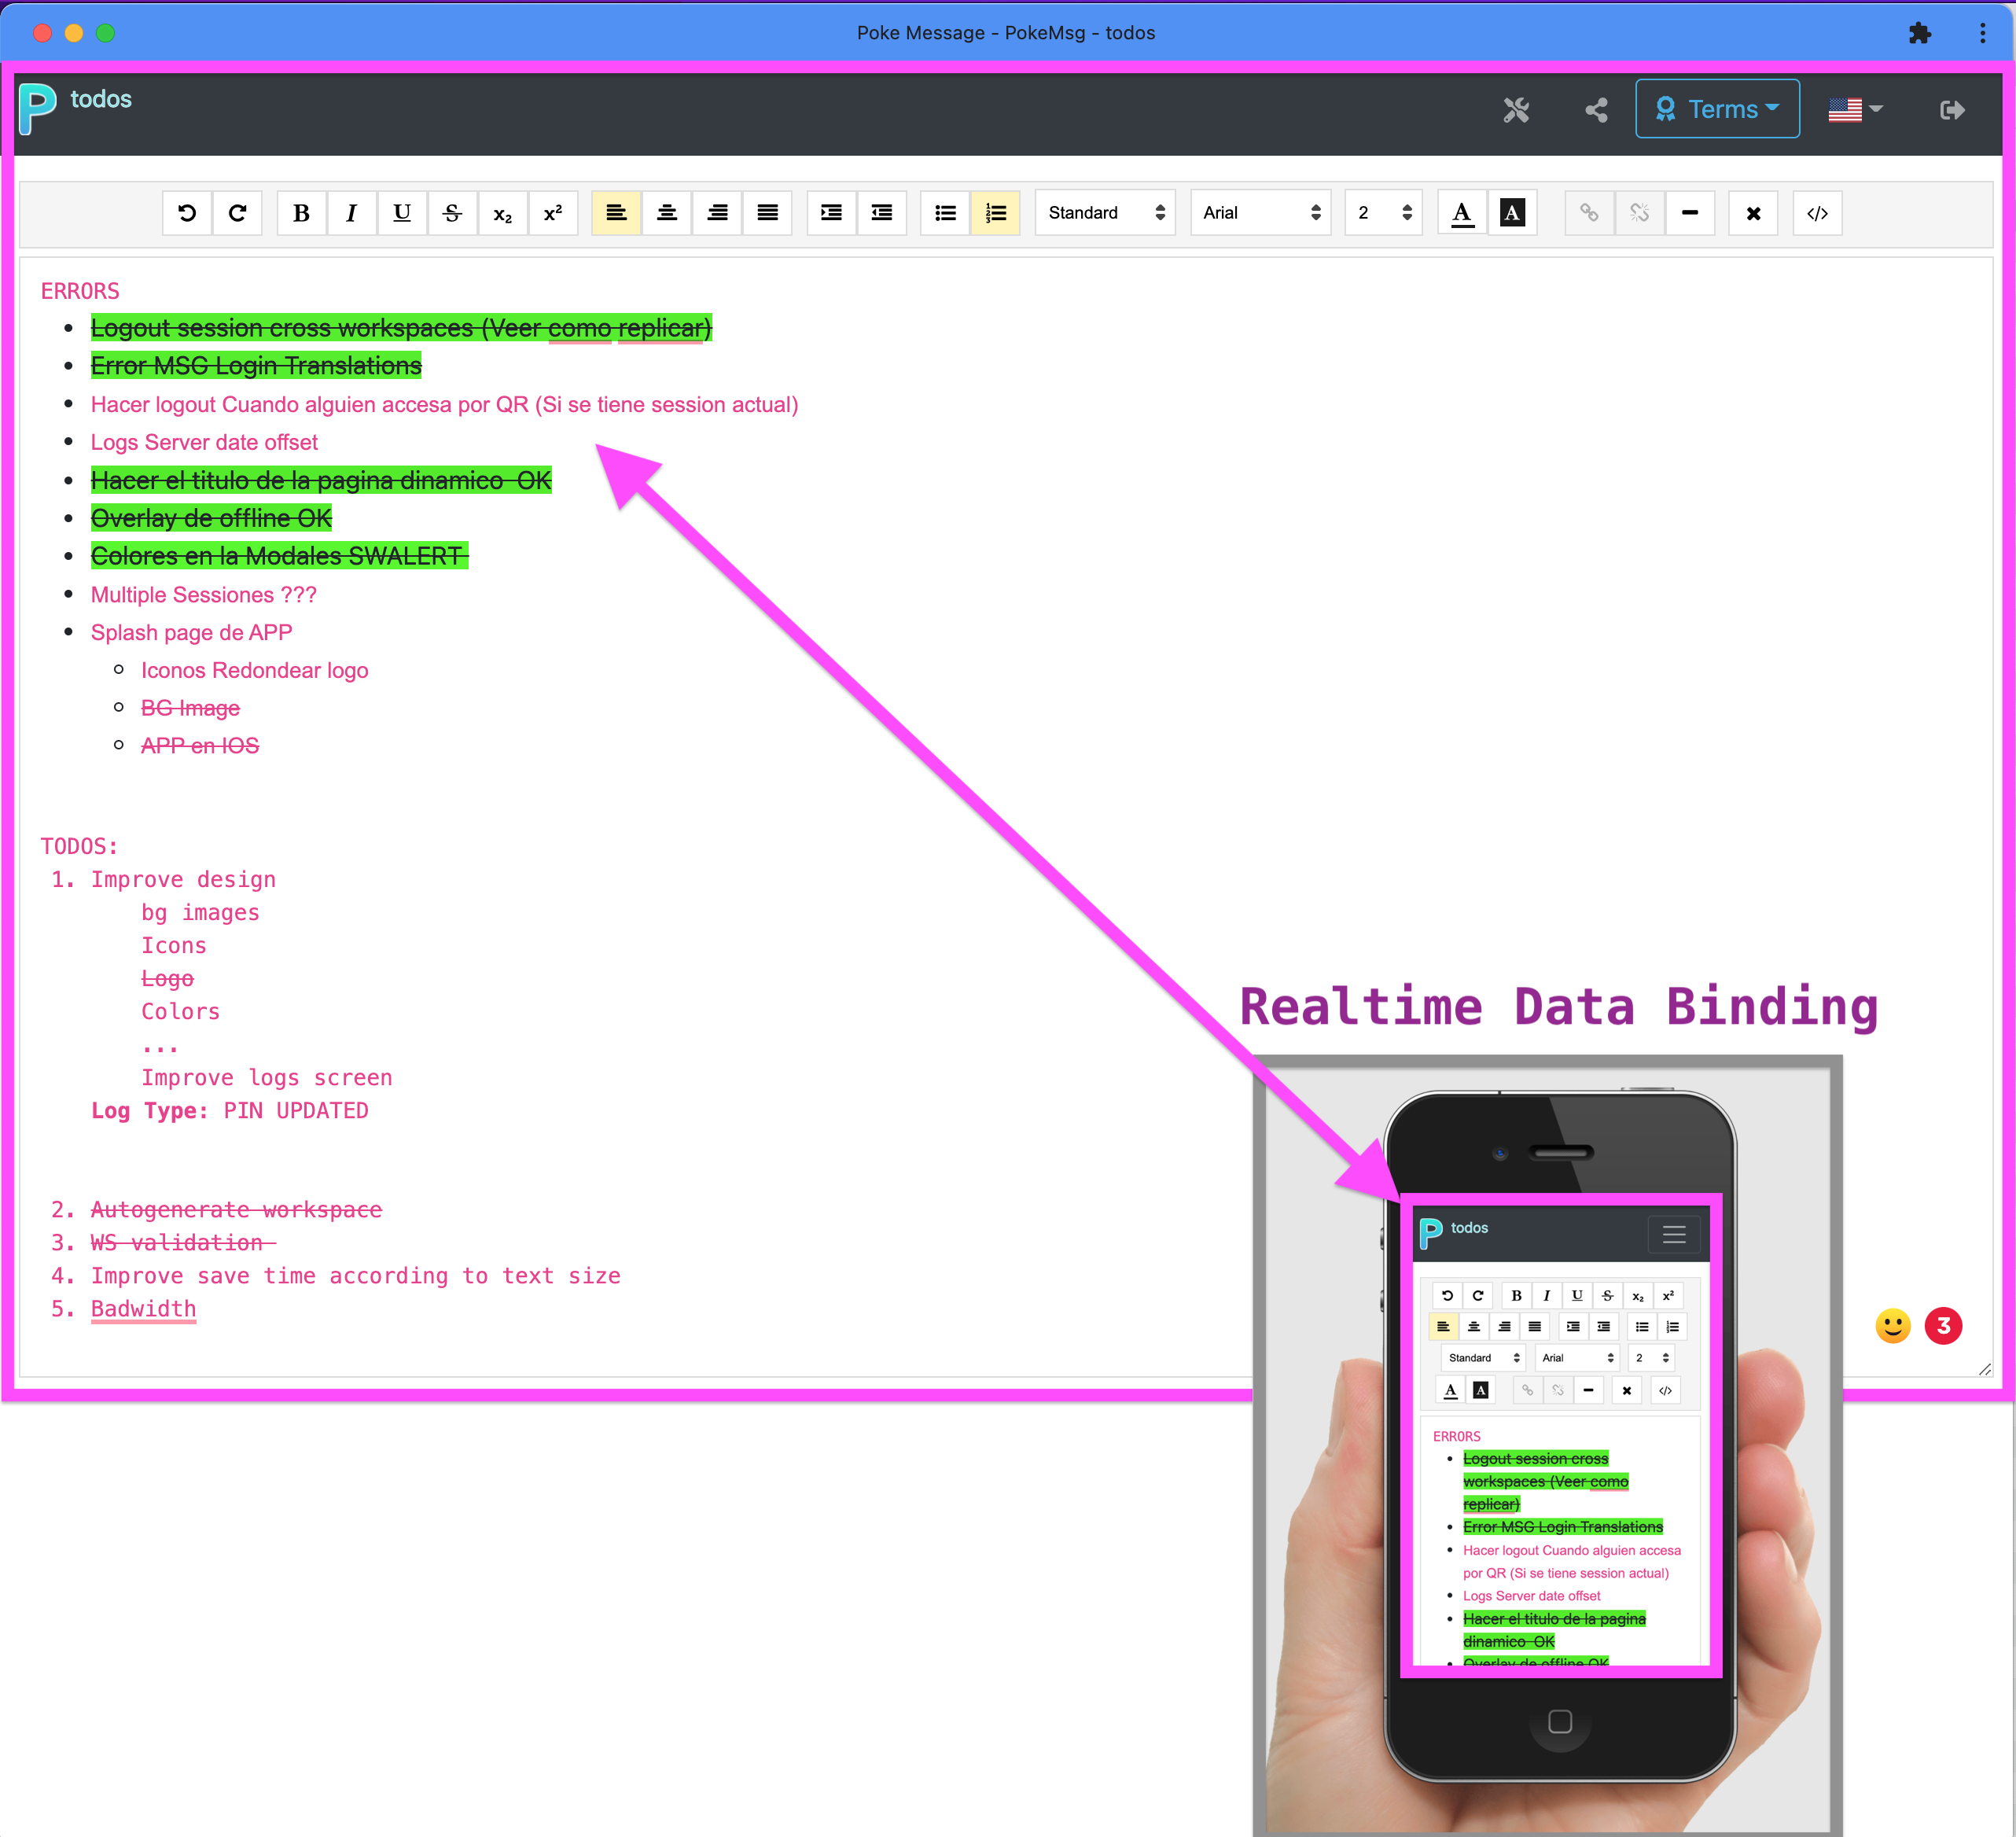 Poke Message - PokeMsg - todos
P todos
Terms
B I U S x₂ x²
Standard Arial 2 A A </>
ERRORS
Logout session cross workspaces (Veer como replicar)
Error MSG Login Translations
Hacer logout Cuando alguien accesa por QR (Si se tiene session actual)
Logs Server date offset
Hacer el titulo de la pagina dinamico OK
Overlay de offline OK
Colores en la Modales SWALERT
Multiple Sessiones ???
Splash page de APP
Iconos Redondear logo
BG Image
APP en IOS
TODOS:
1. Improve design
bg images
Icons
Logo
Colors
...
Improve logs screen
Log Type: PIN UPDATED
2. Autogenerate workspace
3. WS validation
4. Improve save time according to text size
5. Badwidth
3
Realtime Data Binding
P todos
B I U S x₂ x²
Standard Arial 2
A A </>
ERRORS
Logout session cross
workspaces (Veer como
replicar)
Error MSG Login Translations
Hacer logout Cuando alguien accesa
por QR (Si se tiene session actual)
Logs Server date offset
Hacer el titulo de la pagina
dinamico OK
Overlay de offline OK